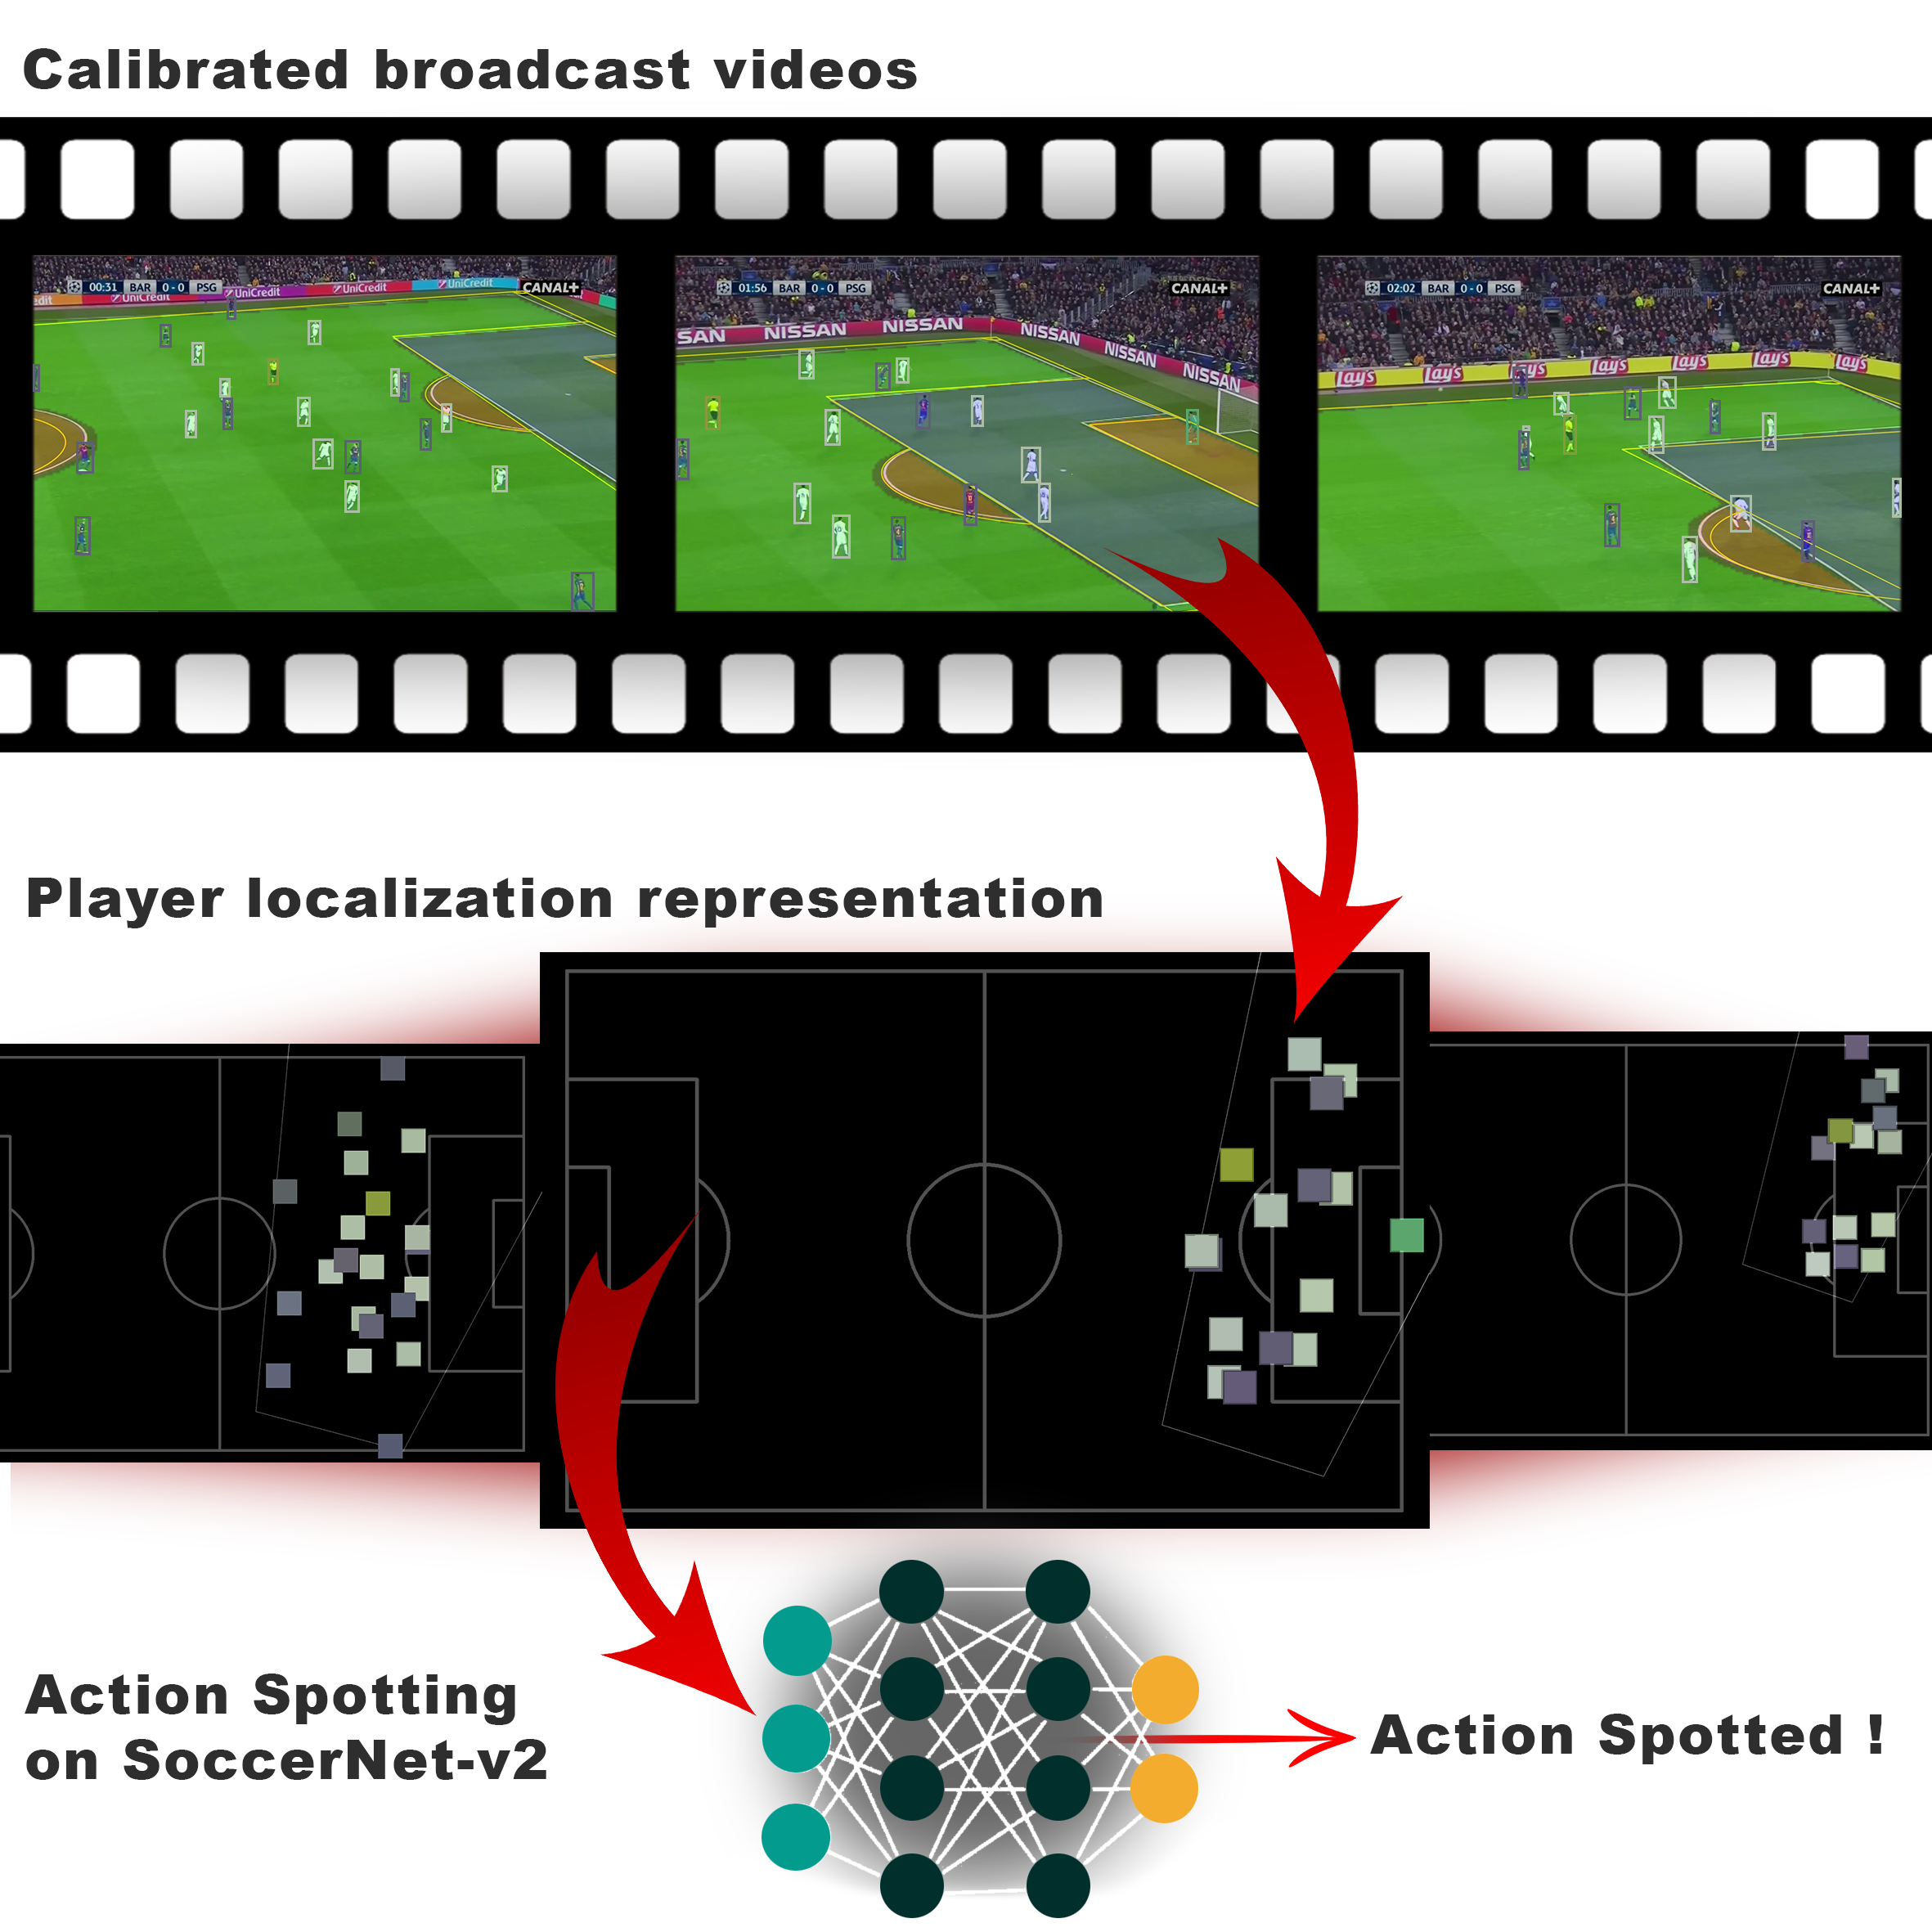 Calibrated broadcast videos
00:31 BAR 0-0 PSG
CANAL+
edit UniCredit UniCredit UniCredit UniCredit
01:56 BAR 0-0 PSG
CANAL+
SAN NISSAN NISSAN NISSAN NISSAN NISSAN
02:02 BAR 0-0 PSG
CANAL+
Lay's Lay's Lay's Lay's Lay's Lay's Lay's
Player localization representation
Action Spotting
on SoccerNet-v2
Action Spotted !